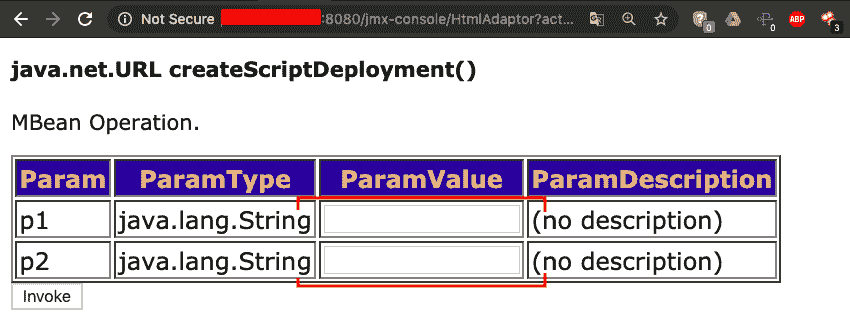 Not Secure :8080/jmx-console/HtmlAdaptor?act...
ABP
0
0
3
java.net.URL createScriptDeployment()
MBean Operation.
Param ParamType ParamValue ParamDescription
p1 java.lang.String (no description)
p2 java.lang.String (no description)
Invoke